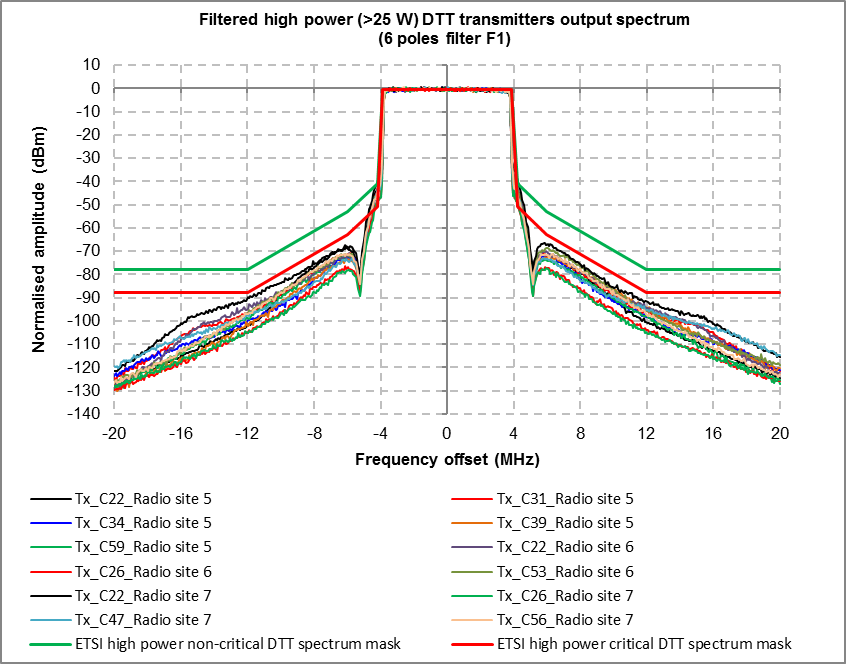 Filtered high power (>25 W) DTT transmitters output spectrum
(6 poles filter F1)
Normalised amplitude (dBm)
10
0
-10
-20
-30
-40
-50
-60
-70
-80
-90
-100
-110
-120
-130
-140
-20 -16 -12 -8 -4 0 4 8 12 16 20
Frequency offset (MHz)
Tx_C22_Radio site 5 Tx_C31_Radio site 5
Tx_C34_Radio site 5 Tx_C39_Radio site 5
Tx_C59_Radio site 5 Tx_C22_Radio site 6
Tx_C26_Radio site 6 Tx_C53_Radio site 6
Tx_C22_Radio site 7 Tx_C26_Radio site 7
Tx_C47_Radio site 7 Tx_C56_Radio site 7
ETSI high power non-critical DTT spectrum mask ETSI high power critical DTT spectrum mask